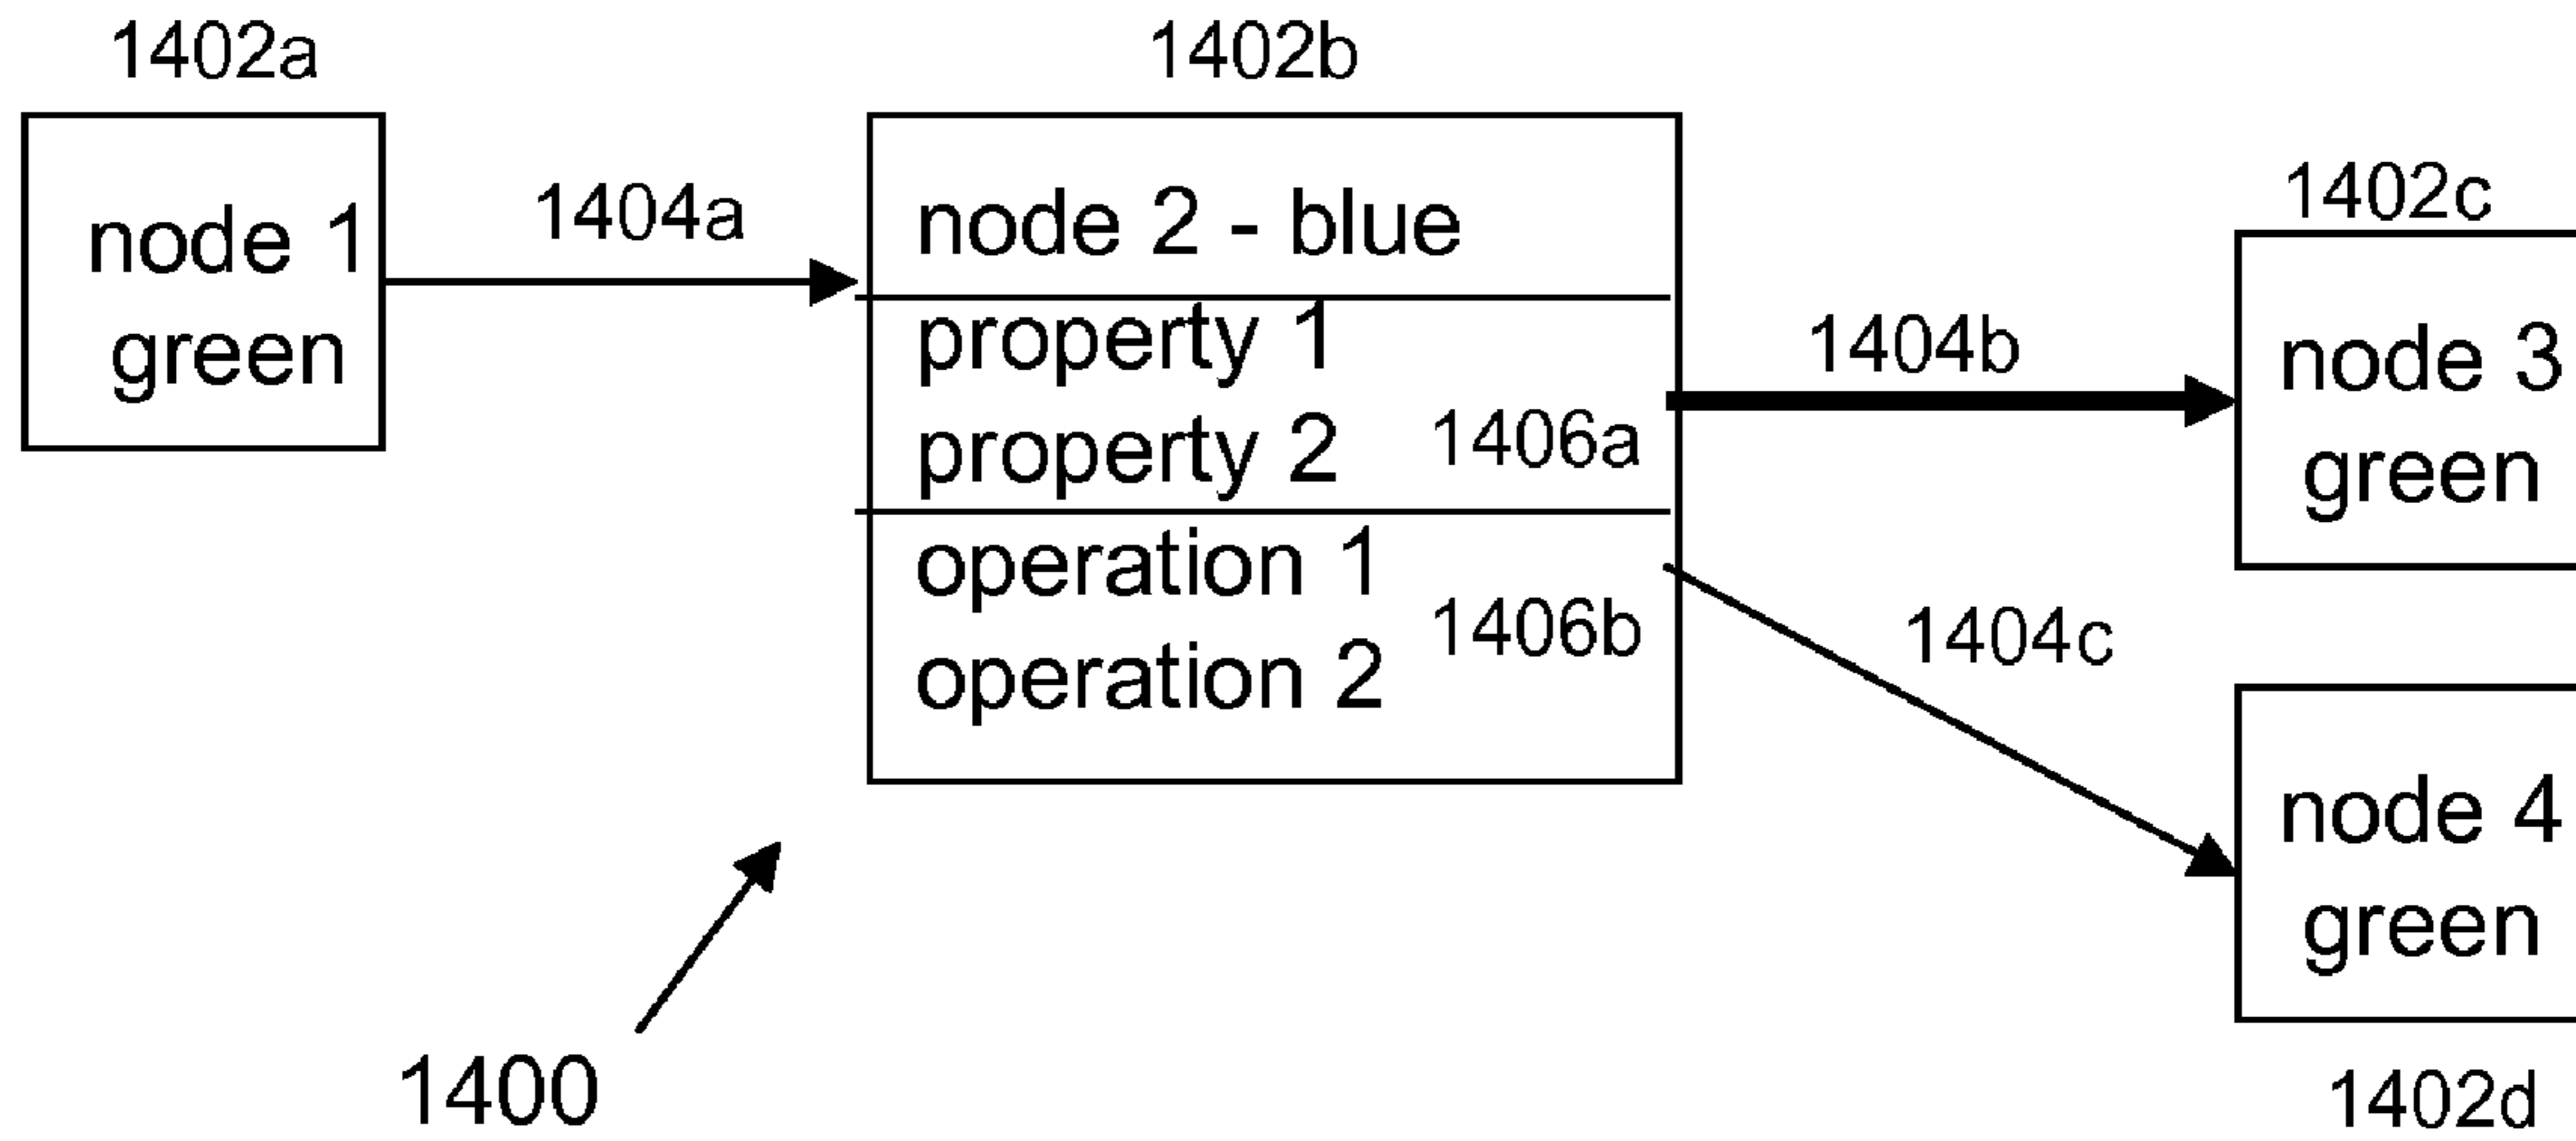 1402a
node 1
green
1404a
1402b
node 2 - blue
property 1
property 2
1406a
operation 1
1406b
operation 2
1404b
1404c
1402c
node 3
green
node 4
green
1402d
1400